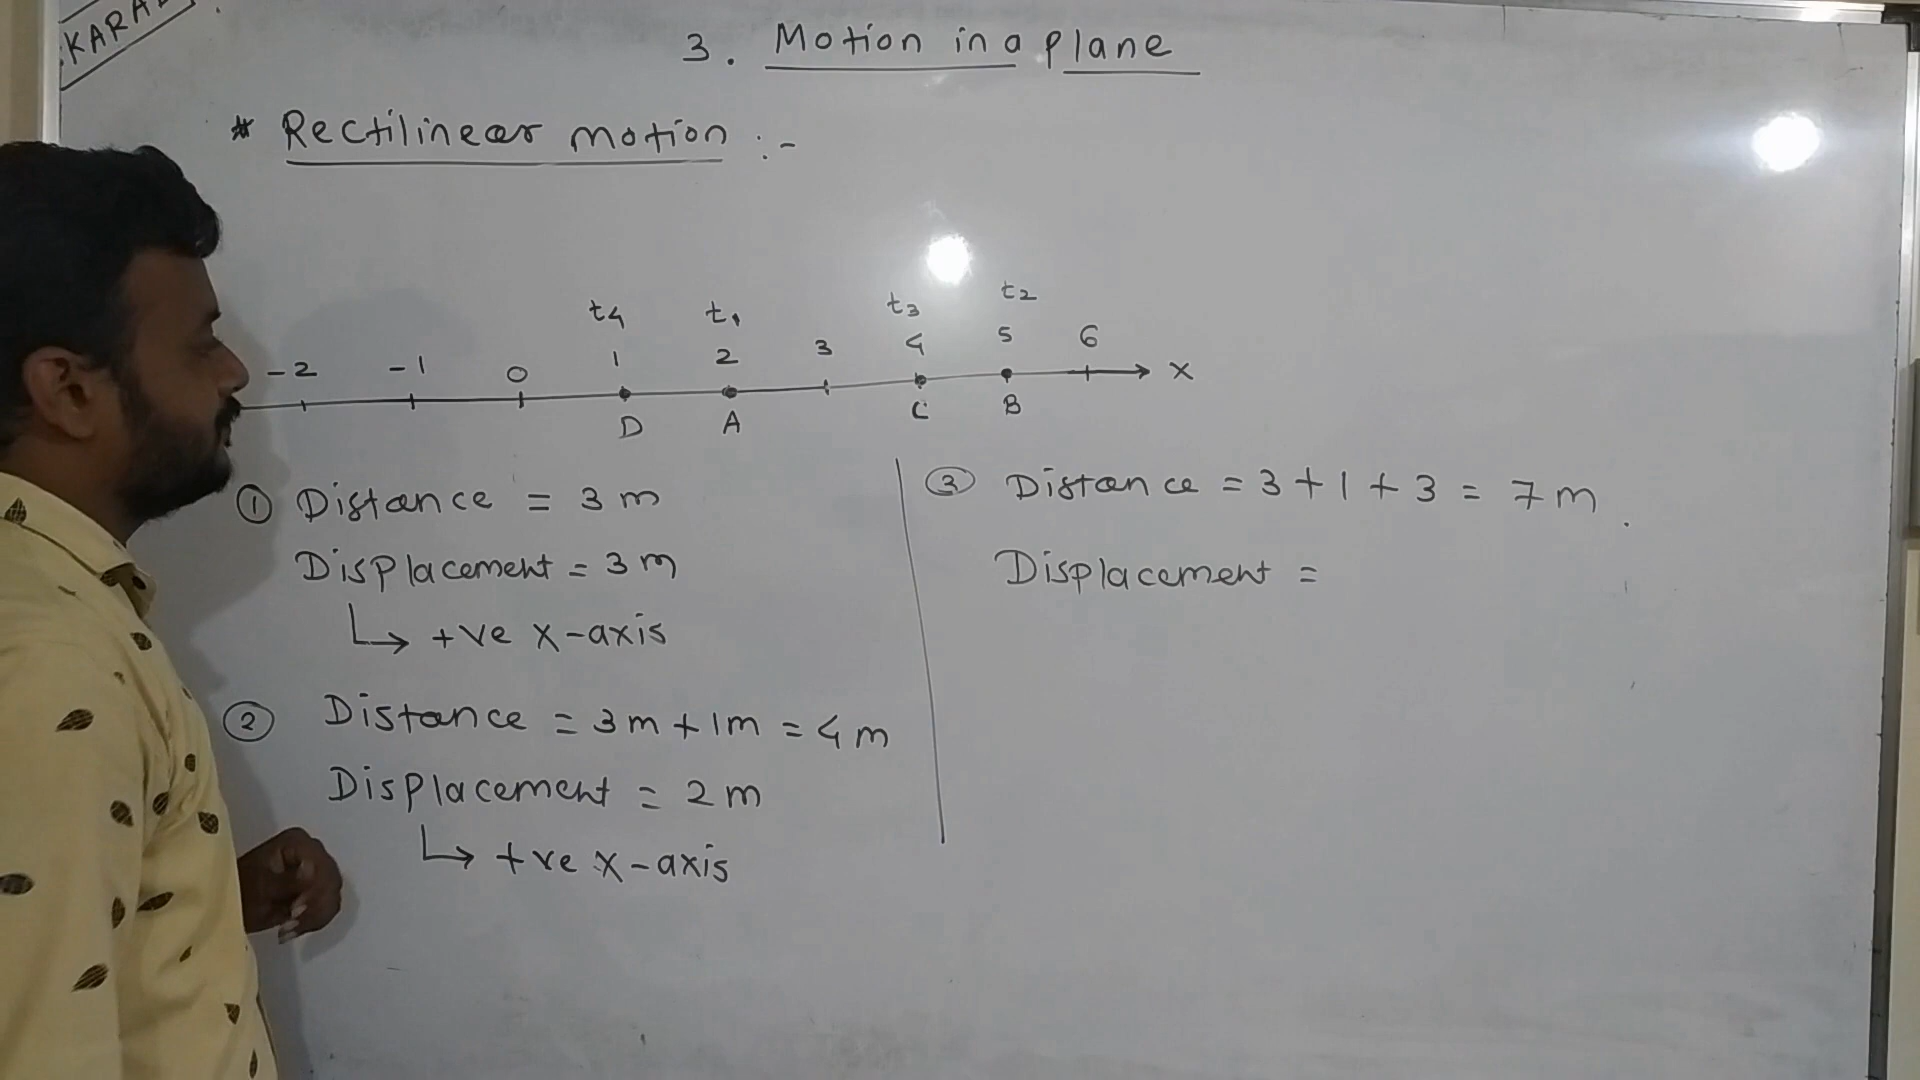 3. Motion in a plane
* Rectilinear motion :-
t4 t1 t3 t2
-2 -1 0 1 2 3 4 5 6 x
D A C B
① Distance = 3 m
Displacement = 3 m
↳ +ve x-axis
② Distance = 3m + 1m = 4 m
Displacement = 2 m
↳ +ve x-axis
③ Distance = 3 + 1 + 3 = 7 m.
Displacement =